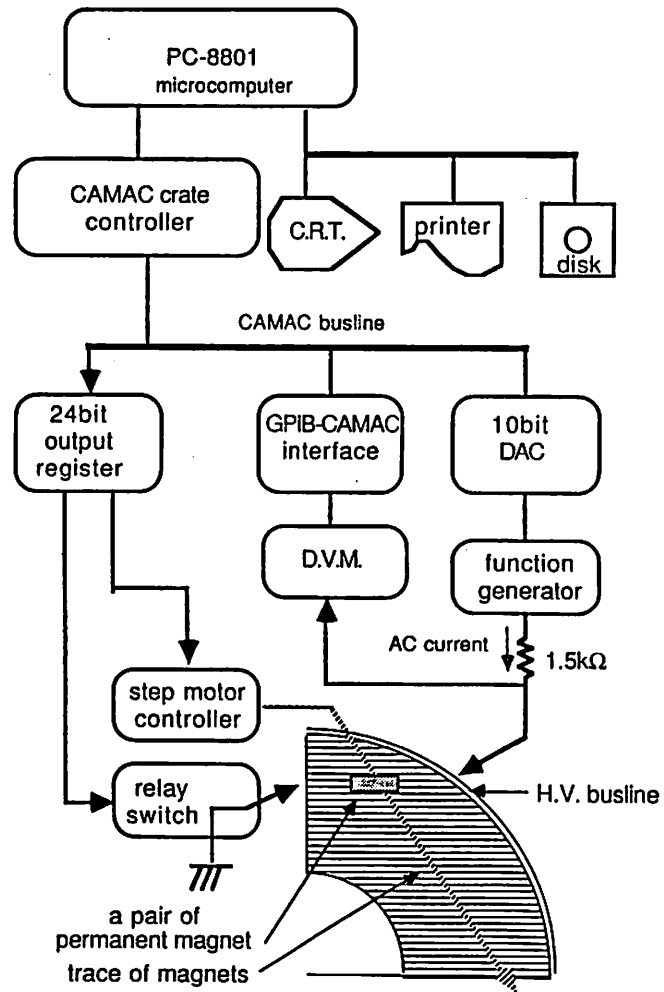 PC-8801
microcomputer
CAMAC crate
controller
C.R.T.
printer
disk
CAMAC busline
24bit
output
register
GPiB-CAMAC
interface
10bit
DAC
D.V.M.
function
generator
AC current
1.5kΩ
step motor
controller
relay
switch
H.V. busline
a pair of
permanent magnet
trace of magnets